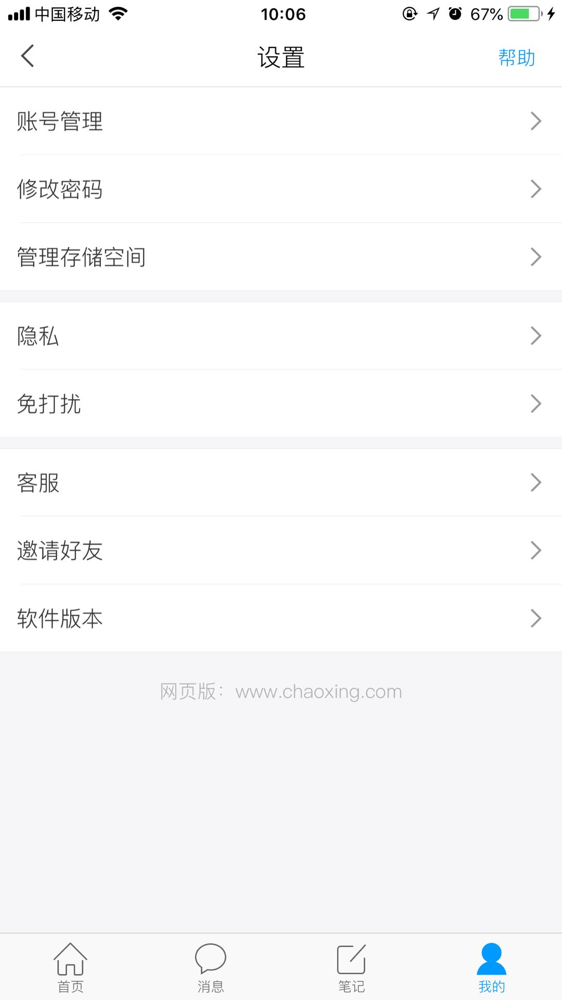 中国移动 10:06 67%
设置 帮助
账号管理
修改密码
管理存储空间
隐私
免打扰
客服
邀请好友
软件版本
网页版：www.chaoxing.com
首页 消息 笔记 我的